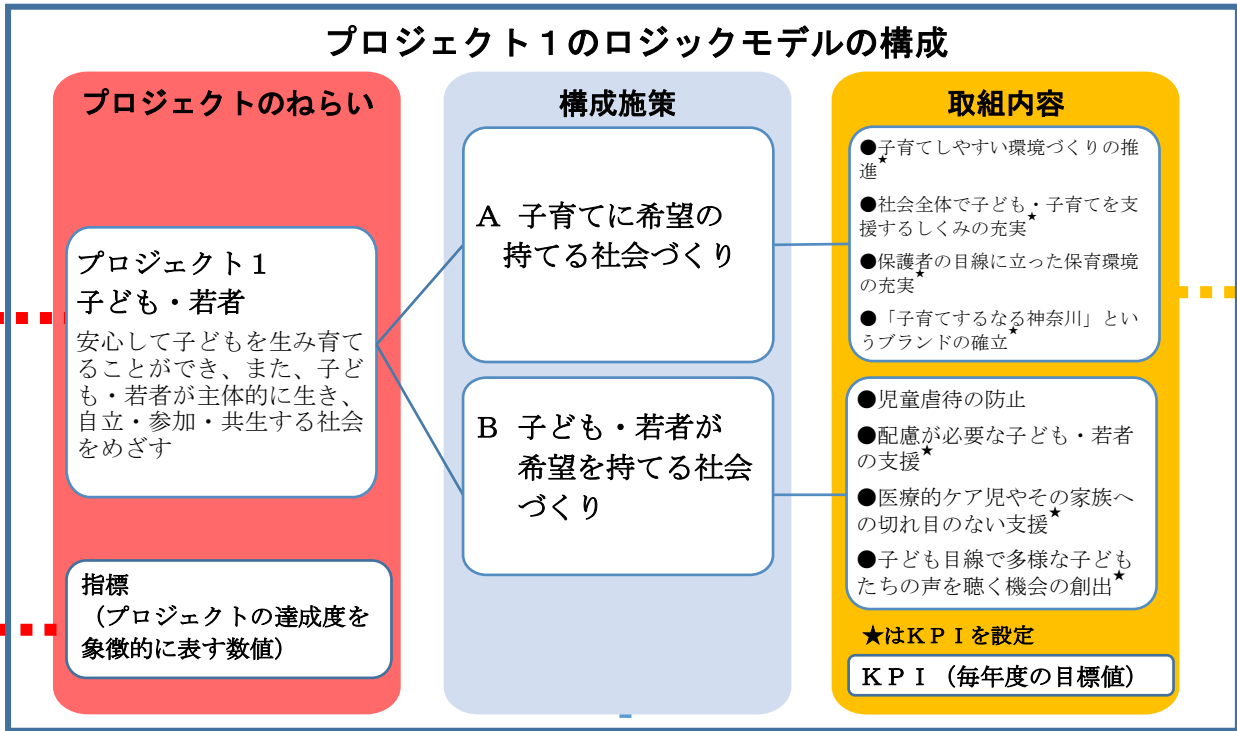 プロジェクト１のロジックモデルの構成
プロジェクトのねらい
プロジェクト１
子ども・若者
安心して子どもを生み育て
ることができ、また、子ど
も・若者が主体的に生き、
自立・参加・共生する社会
をめざす
指標
（プロジェクトの達成度を
象徴的に表す数値）
構成施策
A 子育てに希望の
持てる社会づくり
B 子ども・若者が
希望を持てる社会
づくり
取組内容
●子育てしやすい環境づくりの推
進★
●社会全体で子ども・子育てを支
援するしくみの充実★
●保護者の目線に立った保育環境
の充実★
●「子育てするなる神奈川」とい
うブランドの確立★
●児童虐待の防止
●配慮が必要な子ども・若者
の支援★
●医療的ケア児やその家族へ
の切れ目のない支援★
●子ども目線で多様な子ども
たちの声を聴く機会の創出★
★はＫＰＩを設定
ＫＰＩ（毎年度の目標値）